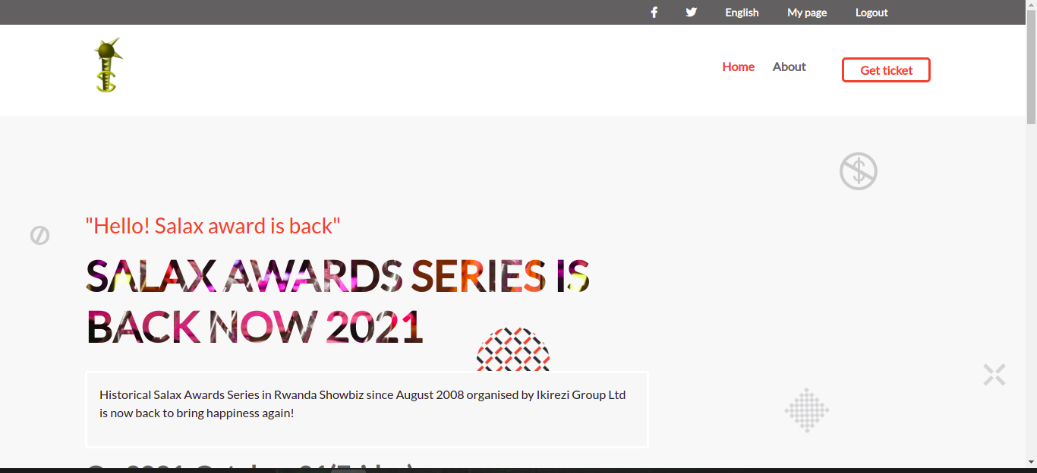 English My page Logout
Home About Get ticket
"Hello! Salax award is back"
SALAX AWARDS SERIES IS
BACK NOW 2021
Historical Salax Awards Series in Rwanda Showbiz since August 2008 organised by Ikirezi Group Ltd
is now back to bring happiness again!